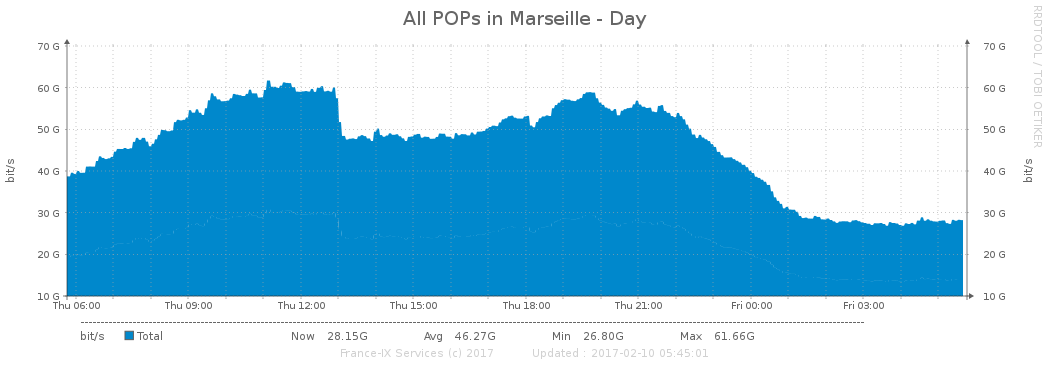 All POPs in Marseille - Day
RRDTOOL / TOBI OETIKER
70 G 70 G
60 G 60 G
50 G 50 G
40 G 40 G
30 G 30 G
20 G 20 G
10 G 10 G
bit/s bit/s
Thu 06:00 Thu 09:00 Thu 12:00 Thu 15:00 Thu 18:00 Thu 21:00 Fri 00:00 Fri 03:00
bit/s Total Now 28.15G Avg 46.27G Min 26.80G Max 61.66G
France-IX Services (c) 2017 Updated : 2017-02-10 05:45:01